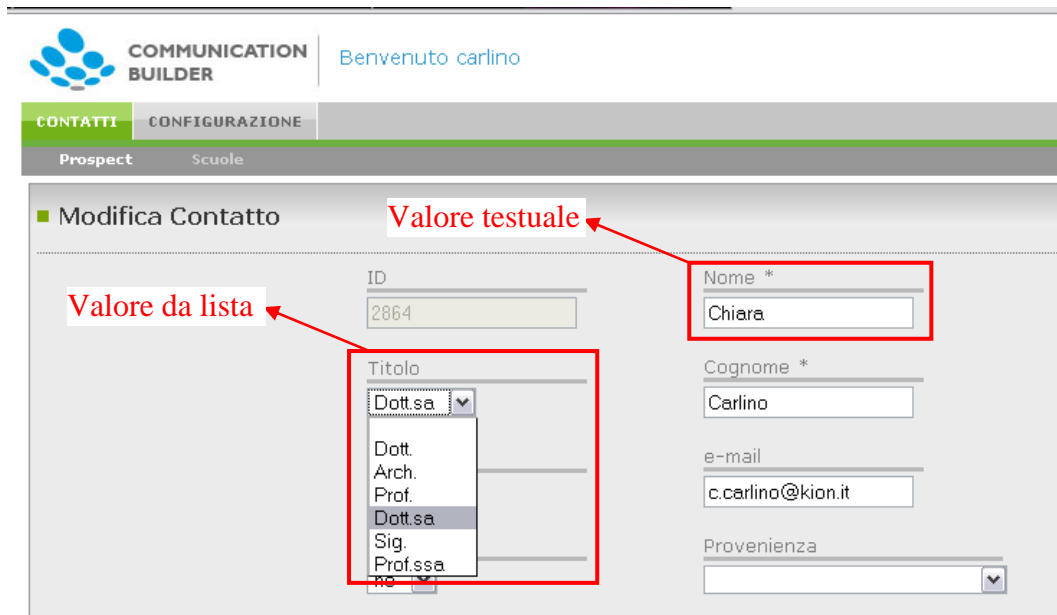 COMMUNICATION
BUILDER
Benvenuto carlino
CONTATTI CONFIGURAZIONE
Prospect Scuole
Modifica Contatto
Valore testuale
Valore da lista
ID
2864
Nome *
Chiara
Titolo
Dott.sa
Cognome *
Carlino
Dott.
Arch.
Prof.
Dott.sa
Sig.
Prof.ssa
no
e-mail
c.carlino@kion.it
Provenienza